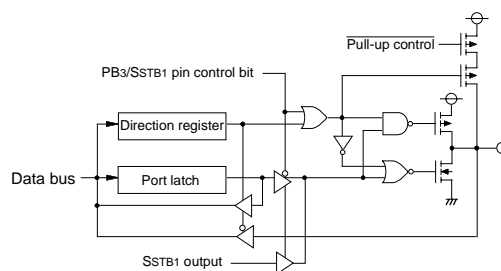 Pull-up control
PB3/SSTB1 pin control bit
Direction register
Data bus
Port latch
SSTB1 output